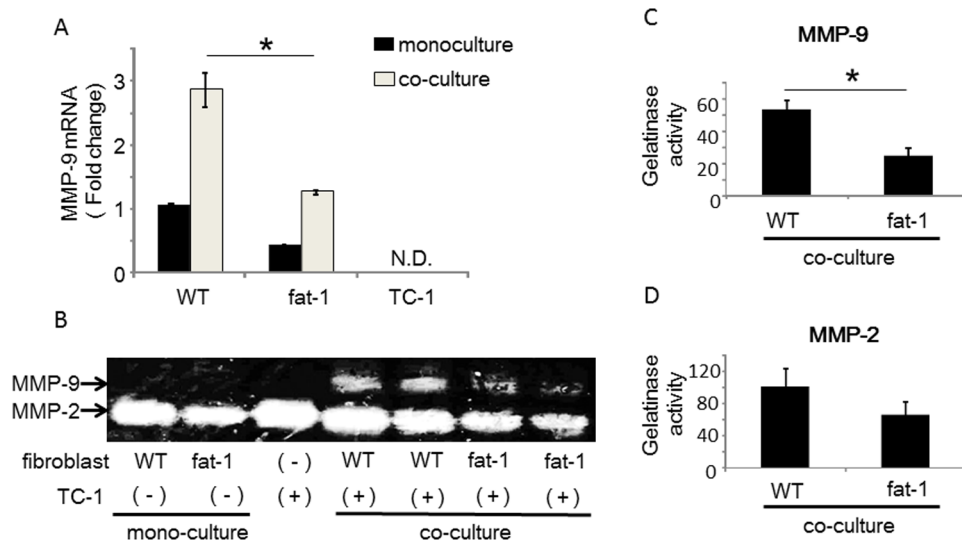 A
*
monoculture
co-culture
MMP-9 mRNA
( Fold change)
3
2
1
0
N.D.
WT fat-1 TC-1
B
MMP-9
MMP-2
fibroblast WT fat-1 (-) WT WT fat-1 fat-1
TC-1 (-) (-) (+) (+) (+) (+) (+)
mono-culture co-culture
C
MMP-9
*
Gelatinase
activity
60
40
20
0
WT fat-1
co-culture
D
MMP-2
Gelatinase
activity
120
80
40
0
WT fat-1
co-culture